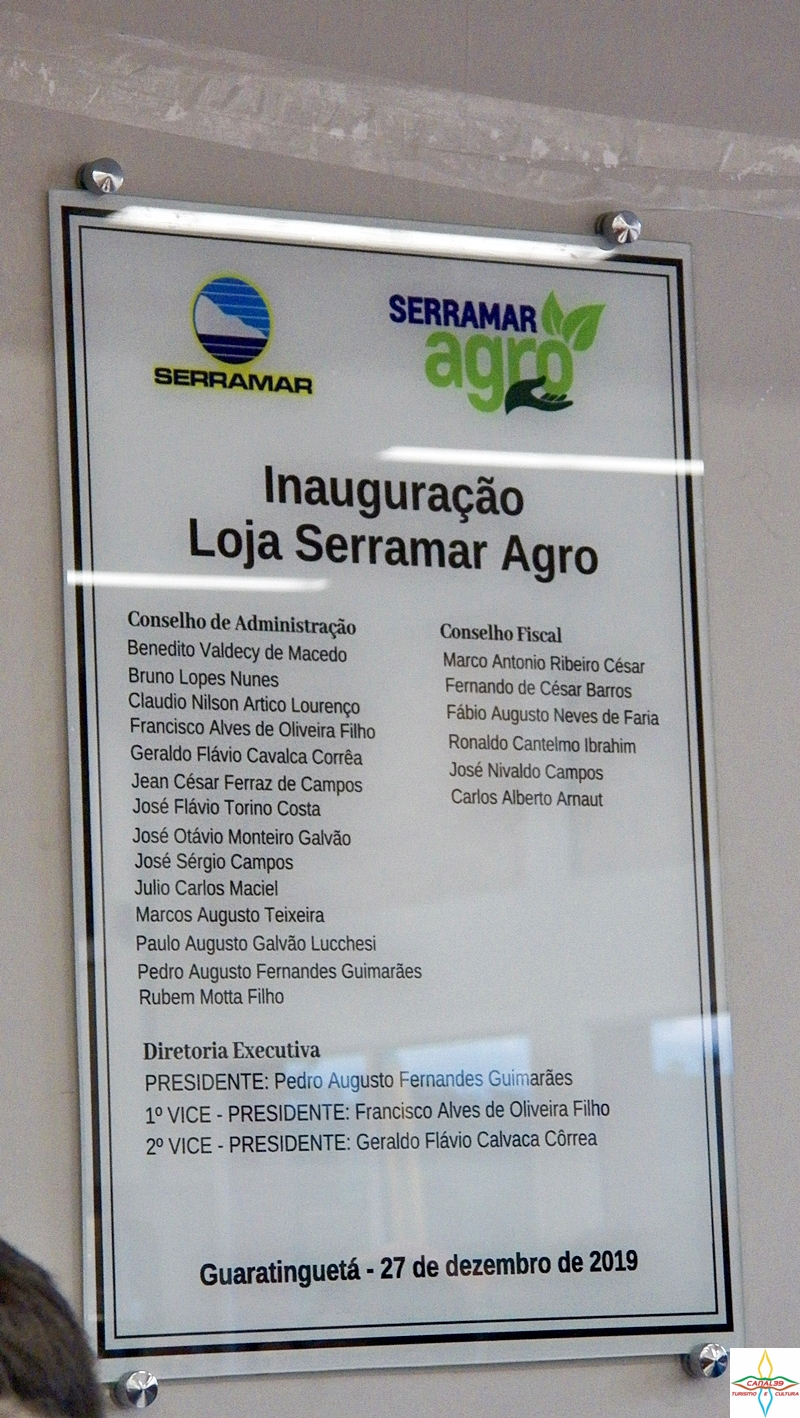 SERRAMAR
SERRAMAR
agro
Inauguração
Loja Serramar Agro
Conselho de Administração
Benedito Valdecy de Macedo
Bruno Lopes Nunes
Claudio Nilson Artico Lourenço
Francisco Alves de Oliveira Filho
Geraldo Flávio Cavalca Corrêa
Jean César Ferraz de Campos
José Flávio Torino Costa
José Otávio Monteiro Galvão
José Sérgio Campos
Julio Carlos Maciel
Marcos Augusto Teixeira
Paulo Augusto Galvão Lucchesi
Pedro Augusto Fernandes Guimarães
Rubem Motta Filho
Conselho Fiscal
Marco Antonio Ribeiro César
Fernando de César Barros
Fábio Augusto Neves de Faria
Ronaldo Cantelmo Ibrahim
José Nivaldo Campos
Carlos Alberto Arnaut
Diretoria Executiva
PRESIDENTE: Pedro Augusto Fernandes Guimarães
1º VICE - PRESIDENTE: Francisco Alves de Oliveira Filho
2º VICE - PRESIDENTE: Geraldo Flávio Calvaca Côrrea
Guaratinguetá - 27 de dezembro de 2019
CANAL39
TURISMO E CULTURA